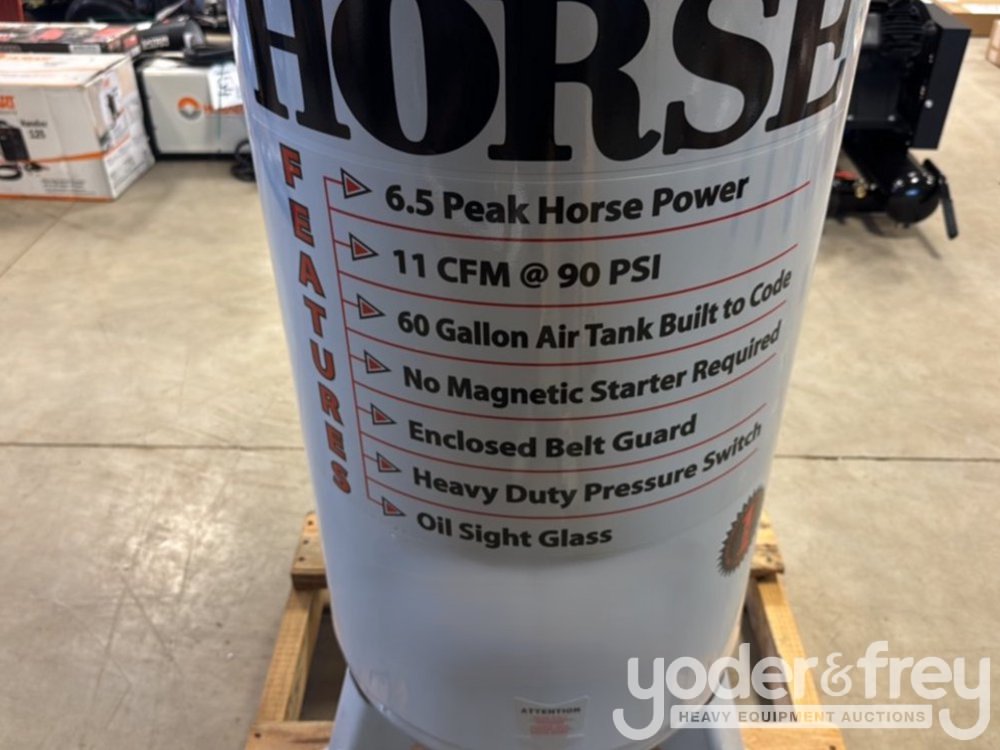 HORSE
FEATURES
6.5 Peak Horse Power
11 CFM @ 90 PSI
60 Gallon Air Tank Built to Code
No Magnetic Starter Required
Enclosed Belt Guard
Heavy Duty Pressure Switch
Oil Sight Glass
ATTENTION
yoder&frey
HEAVY EQUIPMENT AUCTIONS